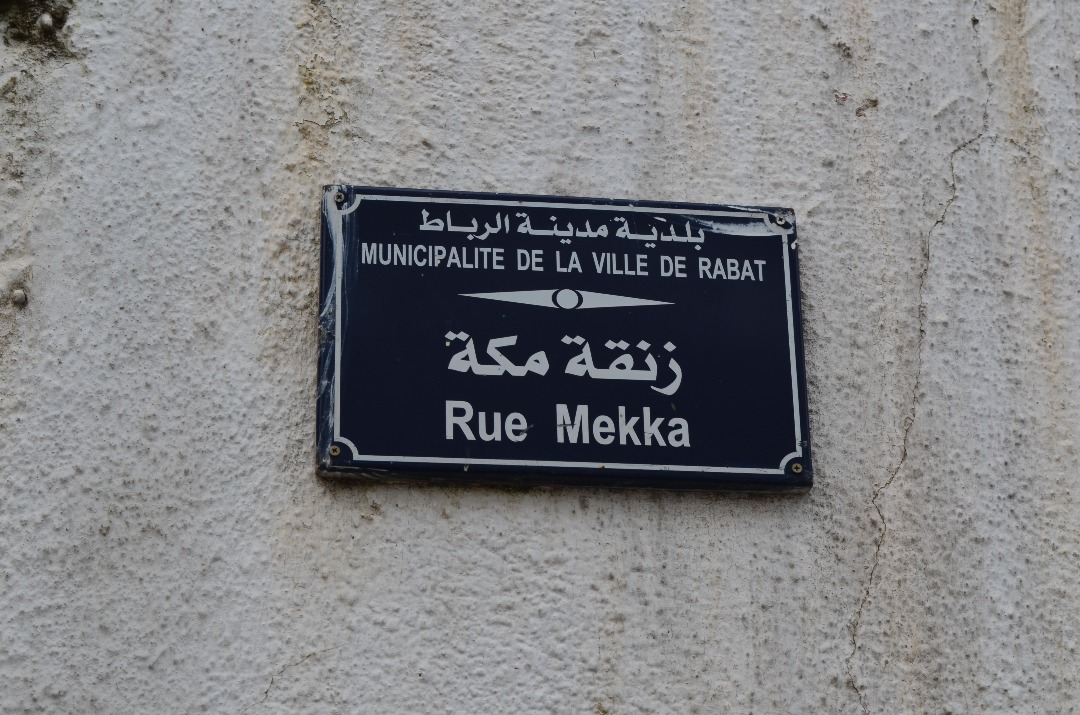 بلدية مدينة الرباط
MUNICIPALITE DE LA VILLE DE RABAT
زنقة مكة
Rue Mekka